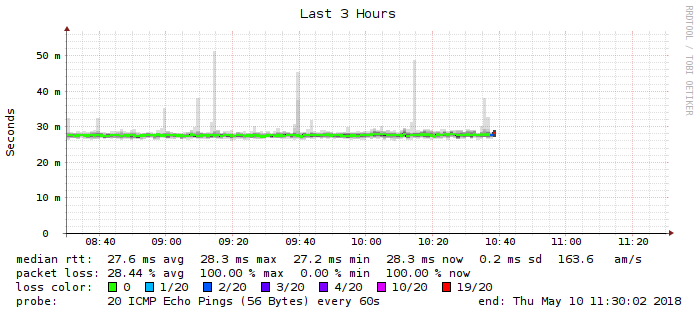 Last 3 Hours
RRDTOOL / TOBI OETIKER
Seconds
50 m
40 m
30 m
20 m
10 m
0
08:40 09:00 09:20 09:40 10:00 10:20 10:40 11:00 11:20
median rtt: 27.6 ms avg 28.3 ms max 27.2 ms min 28.3 ms now 0.2 ms sd 163.6 am/s
packet loss: 28.44 % avg 100.00 % max 0.00 % min 100.00 % now
loss color: 0 1/20 2/20 3/20 4/20 10/20 19/20
probe: 20 ICMP Echo Pings (56 Bytes) every 60s end: Thu May 10 11:30:02 2018